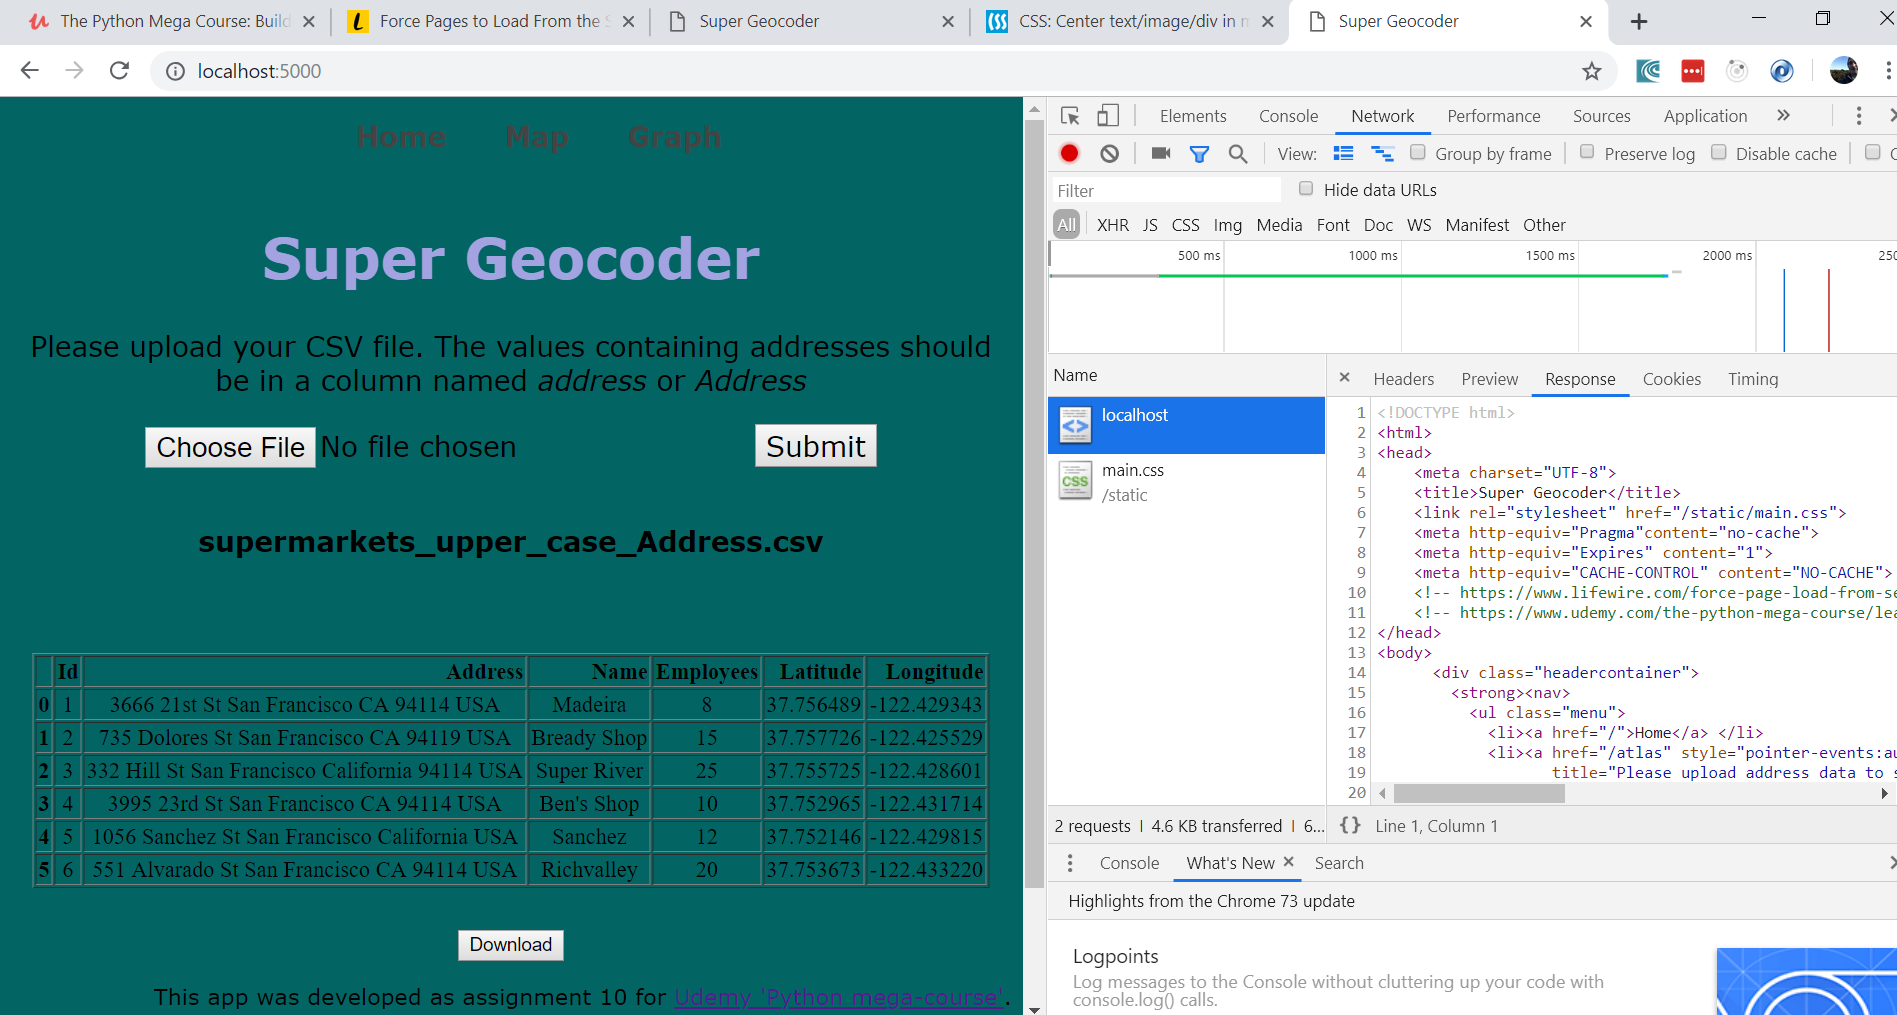 The Python Mega Course: Build
Force Pages to Load From the S
Super Geocoder
CSS: Center text/image/div in m
Super Geocoder
localhost:5000
Home Map Graph
Super Geocoder
Please upload your CSV file. The values containing addresses should
be in a column named address or Address
Choose File No file chosen Submit
supermarkets_upper_case_Address.csv
Id Address Name Employees Latitude Longitude
0 1 3666 21st St San Francisco CA 94114 USA Madeira 8 37.756489 -122.429343
1 2 735 Dolores St San Francisco CA 94119 USA Bready Shop 15 37.757726 -122.425529
2 3 332 Hill St San Francisco California 94114 USA Super River 25 37.755725 -122.428601
3 4 3995 23rd St San Francisco CA 94114 USA Ben's Shop 10 37.752965 -122.431714
4 5 1056 Sanchez St San Francisco California USA Sanchez 12 37.752146 -122.429815
5 6 551 Alvarado St San Francisco CA 94114 USA Richvalley 20 37.753673 -122.433220
Download
This app was developed as assignment 10 for Udemy 'Python mega-course'.
Elements Console Network Performance Sources Application
View: Group by frame Preserve log Disable cache
Filter Hide data URLs
All XHR JS CSS Img Media Font Doc WS Manifest Other
500 ms 1000 ms 1500 ms 2000 ms 250
Name
localhost
main.css
/static
Headers Preview Response Cookies Timing
1 <!DOCTYPE html>
2 <html>
3 <head>
4 <meta charset="UTF-8">
5 <title>Super Geocoder</title>
6 <link rel="stylesheet" href="/static/main.css">
7 <meta http-equiv="Pragma"content="no-cache">
8 <meta http-equiv="Expires" content="1">
9 <meta http-equiv="CACHE-CONTROL" content="NO-CACHE">
10 <!-- https://www.lifewire.com/force-page-load-from-se
11 <!-- https://www.udemy.com/the-python-mega-course/lea
12 </head>
13 <body>
14 <div class="headercontainer">
15 <strong><nav>
16 <ul class="menu">
17 <li><a href="/">Home</a> </li>
18 <li><a href="/atlas" style="pointer-events:au
19 title="Please upload address data to s
20
2 requests | 4.6 KB transferred | 6...
{} Line 1, Column 1
Console What's New Search
Highlights from the Chrome 73 update
Logpoints
Log messages to the Console without cluttering up your code with
console.log() calls.